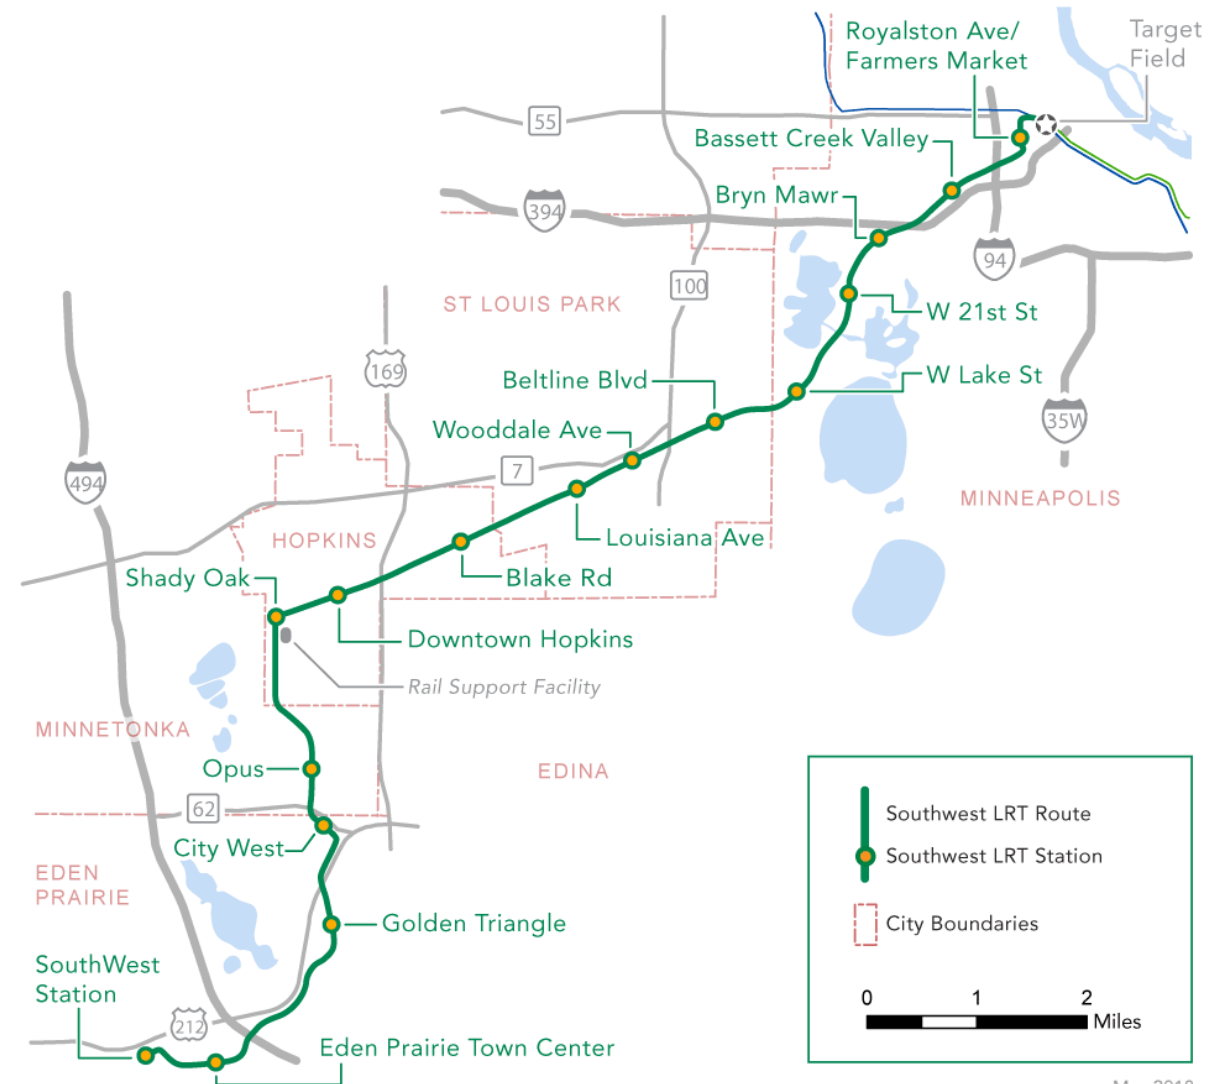 Royalston Ave/
Farmers Market
Target
Field
55
Bassett Creek Valley
Bryn Mawr
394
94
100
ST LOUIS PARK
W 21st St
169
Beltline Blvd
W Lake St
Wooddale Ave
35W
7
494
MINNEAPOLIS
HOPKINS
Louisiana Ave
Shady Oak
Blake Rd
Downtown Hopkins
Rail Support Facility
MINNETONKA
Opus
EDINA
62
City West
EDEN
PRAIRIE
Golden Triangle
SouthWest
Station
212
Eden Prairie Town Center
Southwest LRT Route
Southwest LRT Station
City Boundaries
0 1 2
Miles